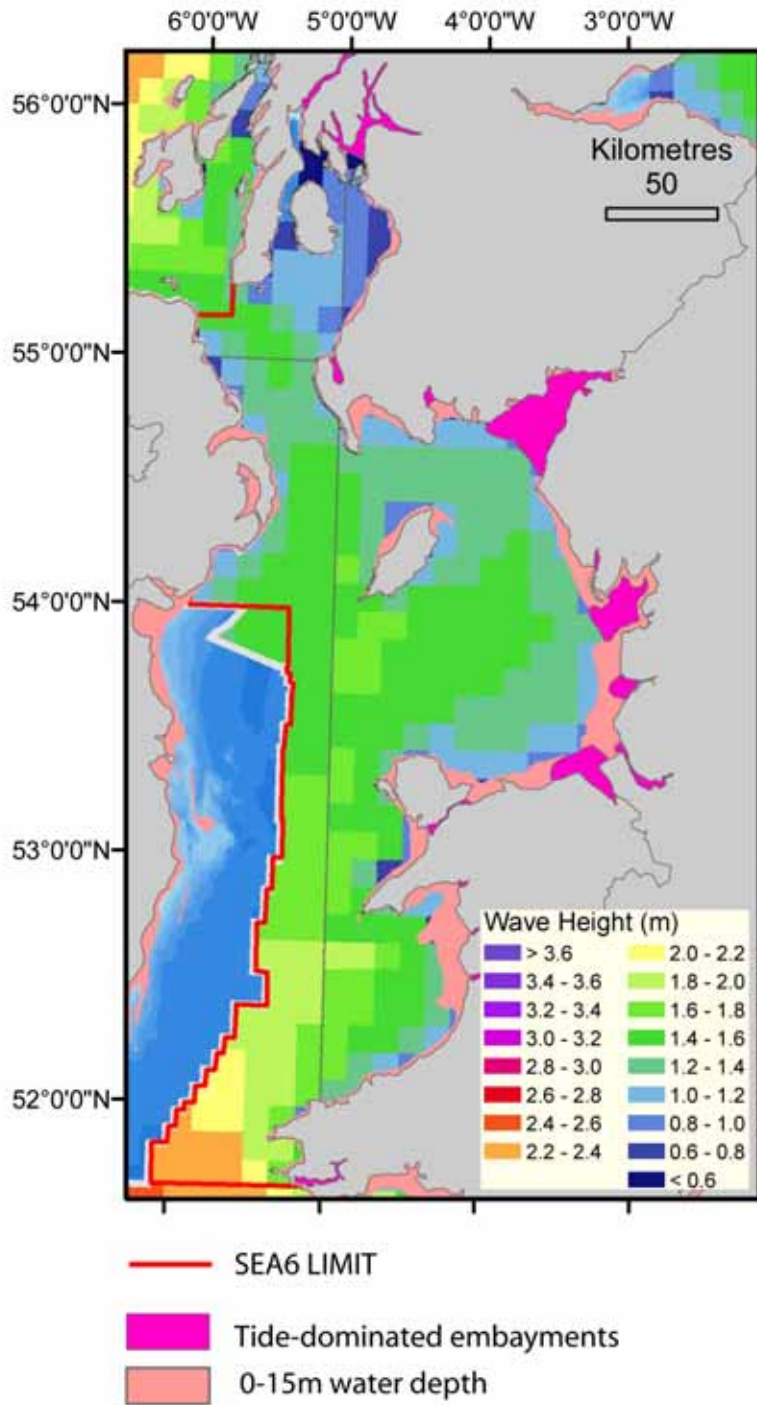 6°0'0"W 5°0'0"W 4°0'0"W 3°0'0"W
56°0'0"N
Kilometres
50
55°0'0"N
54°0'0"N
53°0'0"N
52°0'0"N
Wave Height (m)
> 3.6 2.0 - 2.2
3.4 - 3.6 1.8 - 2.0
3.2 - 3.4 1.6 - 1.8
3.0 - 3.2 1.4 - 1.6
2.8 - 3.0 1.2 - 1.4
2.6 - 2.8 1.0 - 1.2
2.4 - 2.6 0.8 - 1.0
2.2 - 2.4 0.6 - 0.8
< 0.6
SEA6 LIMIT
Tide-dominated embayments
0-15m water depth